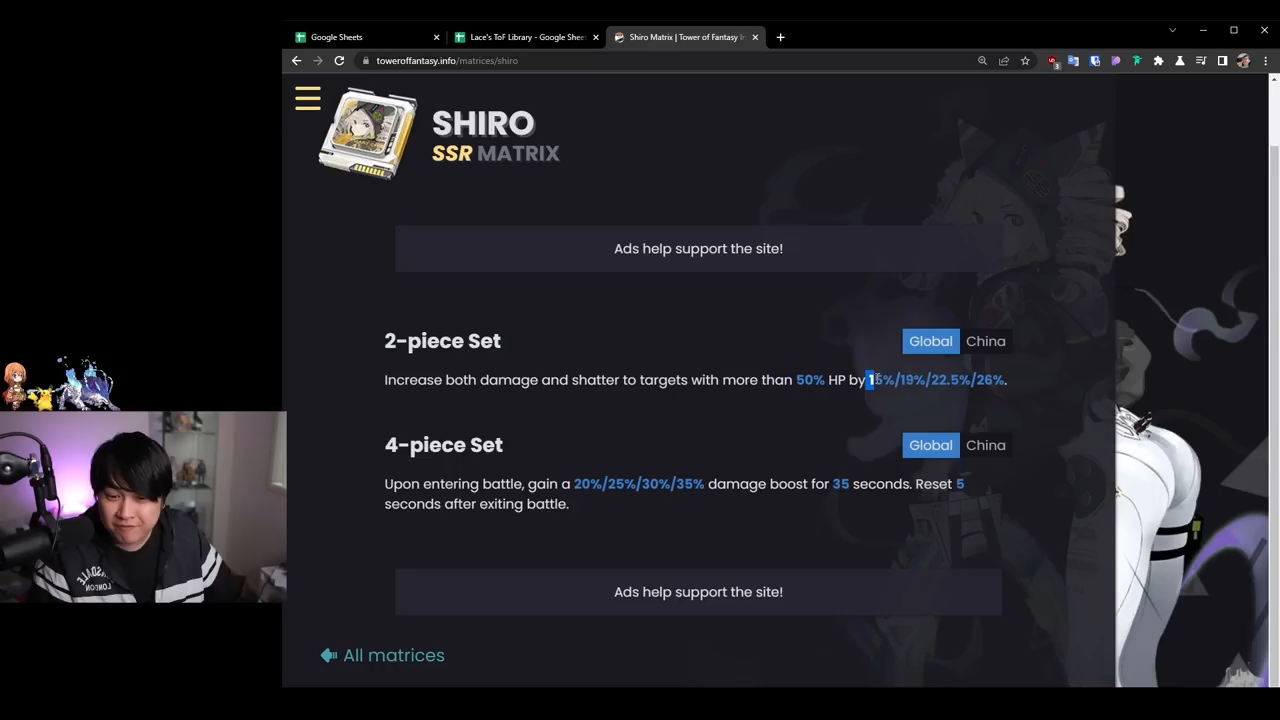 Google Sheets
Lace's ToF Library - Google Shee
Shiro Matrix | Tower of Fantasy In
toweroffantasy.info/matrices/shiro
3
SHIRO
SSR MATRIX
Ads help support the site!
2-piece Set
Global China
Increase both damage and shatter to targets with more than 50% HP by 15%/19%/22.5%/26%.
4-piece Set
Global China
Upon entering battle, gain a 20%/25%/30%/35% damage boost for 35 seconds. Reset 5
seconds after exiting battle.
Ads help support the site!
All matrices
LONDON